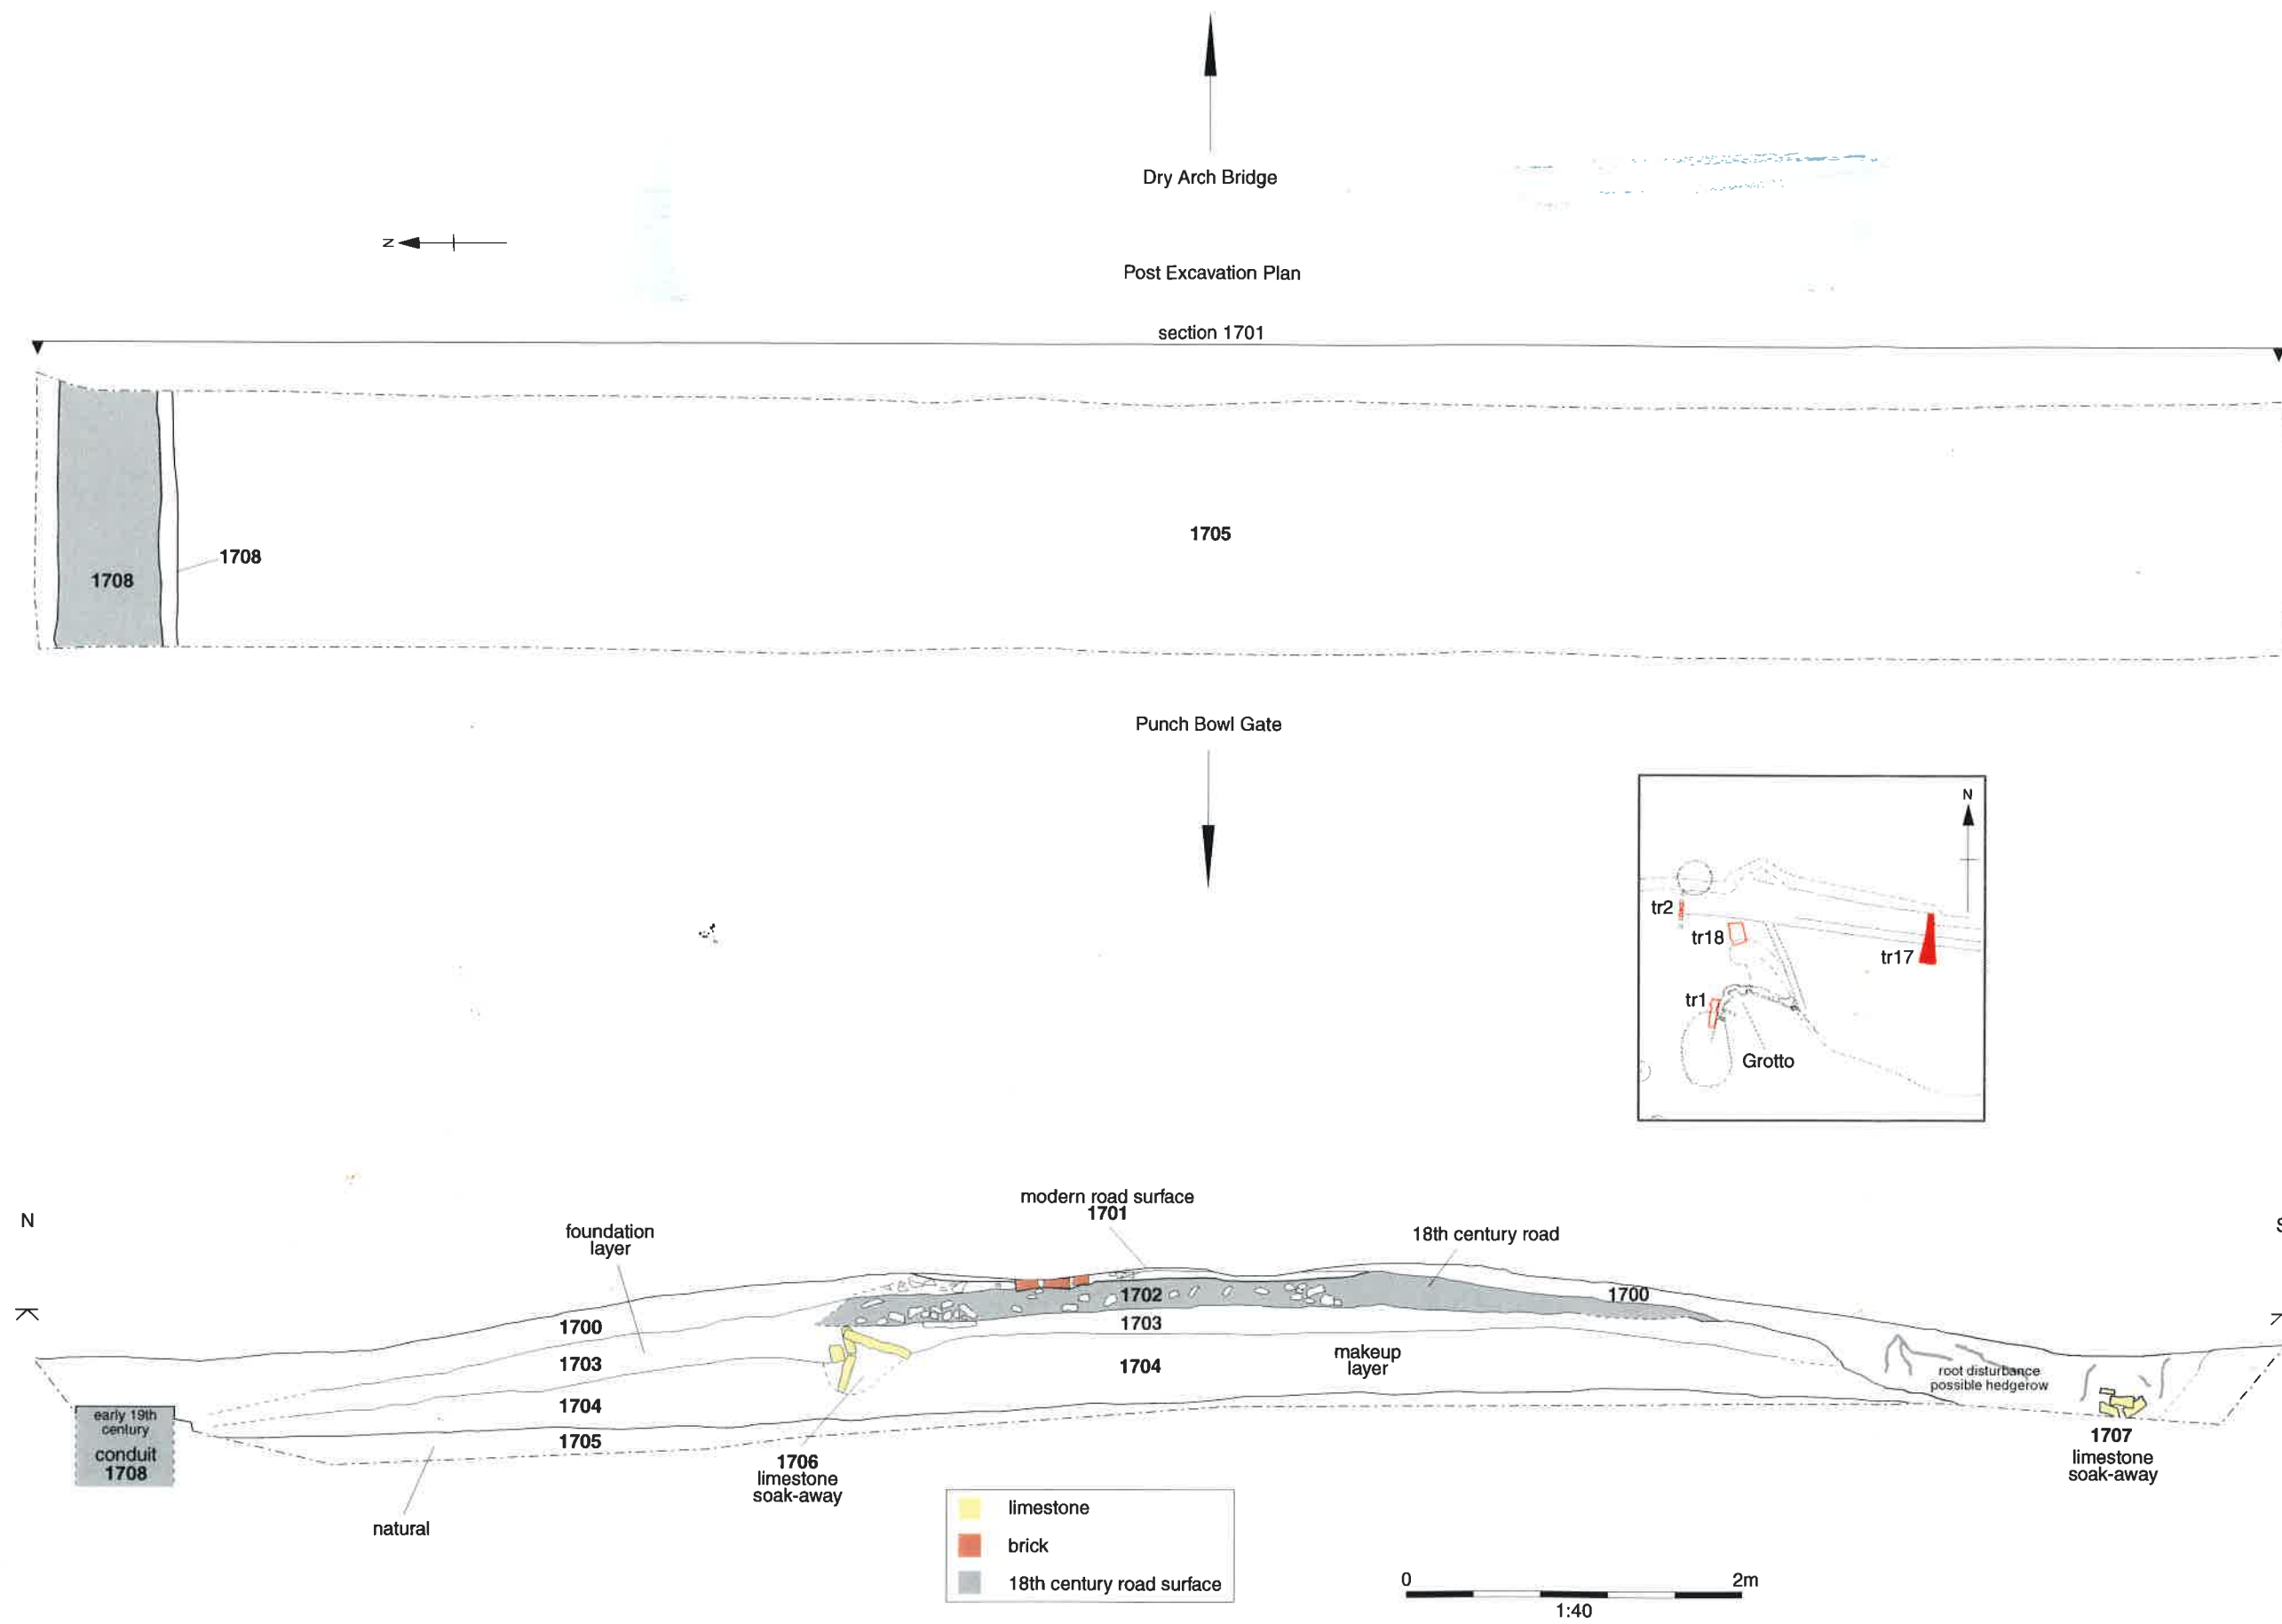 Dry Arch Bridge
N
Post Excavation Plan
section 1701
1705
1708
1708
Punch Bowl Gate
N
tr2
tr18
tr17
tr1
Grotto
N
S
modern road surface
1701
foundation
layer
18th century road
1702
1700
1700
1703
1703
makeup
layer
1704
1704
root disturbance
possible hedgerow
early 19th
century
conduit
1708
1705
1706
limestone
soak-away
1707
limestone
soak-away
natural
limestone
brick
18th century road surface
0
2m
1:40